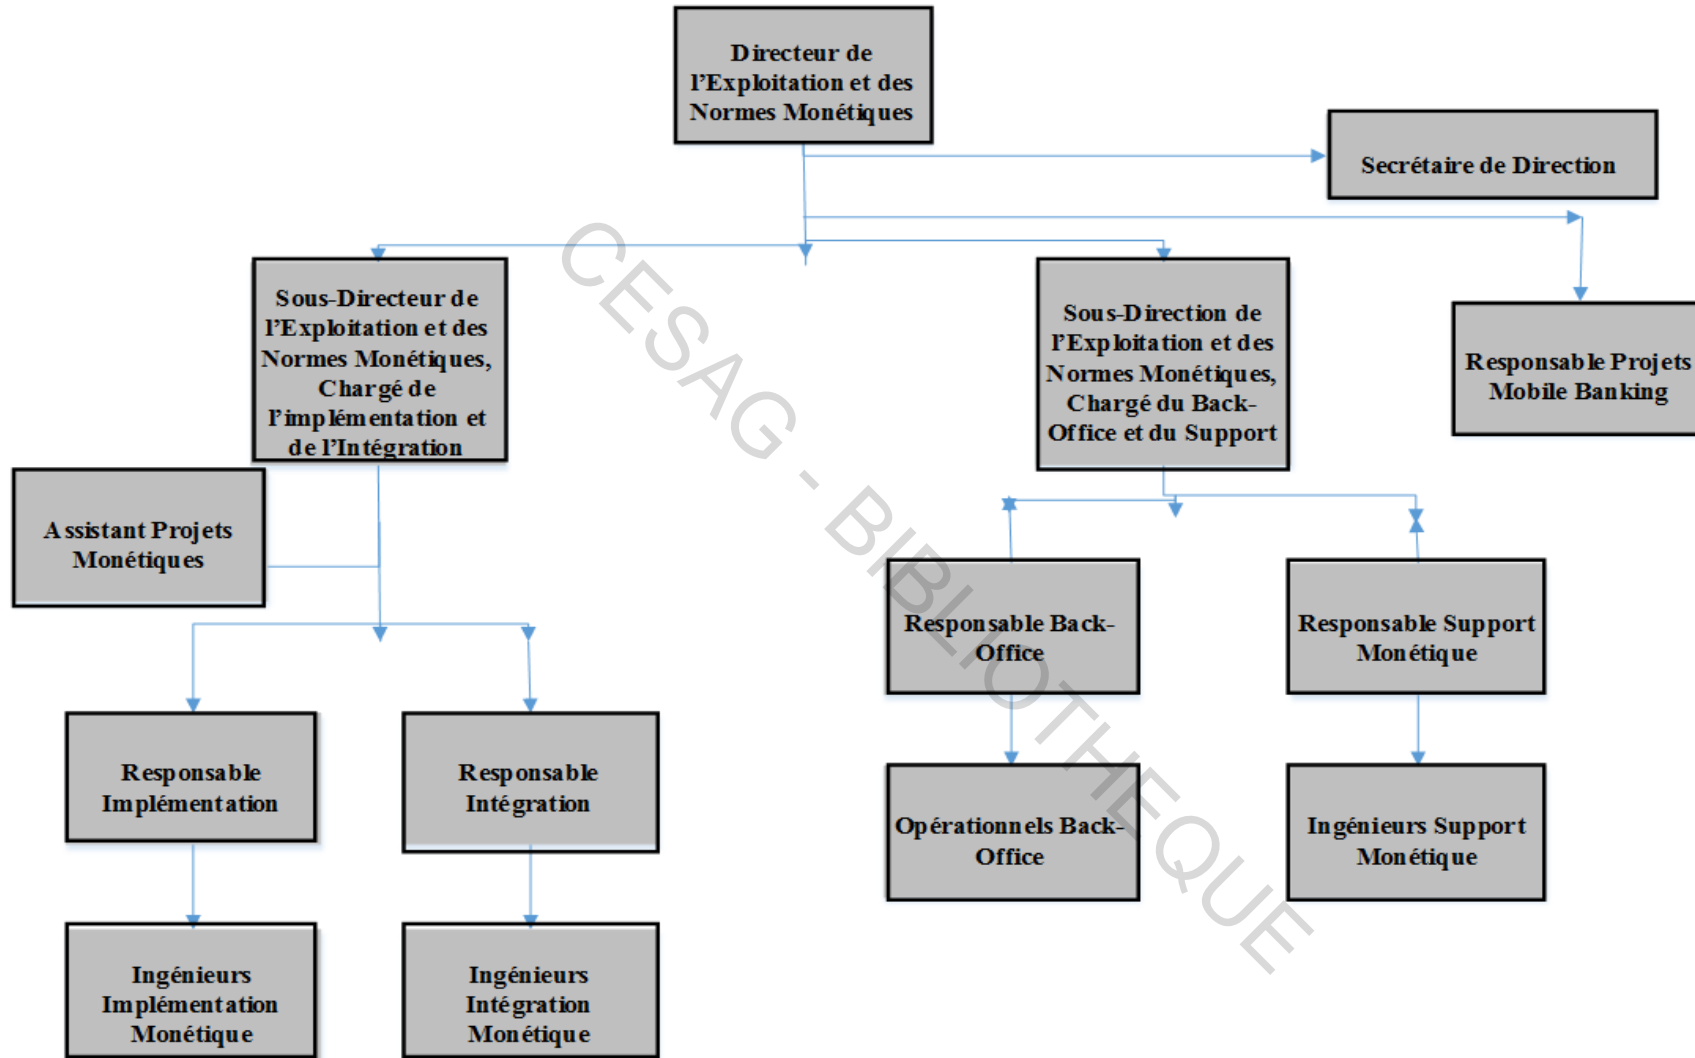 Directeur de
l'Exploitation et des
Normes Monétiques
Secrétaire de Direction
Sous-Directeur de
l'Exploitation et des
Normes Monétiques,
Chargé de
l'implémentation et
de l'Intégration
Sous-Direction de
l'Exploitation et des
Normes Monétiques,
Chargé du Back-
Office et du Support
Responsable Projets
Mobile Banking
Assistant Projets
Monétiques
Responsable Back-
Office
Responsable Support
Monétique
Responsable
Implémentation
Responsable
Intégration
Opérationnels Back-
Office
Ingénieurs Support
Monétique
Ingénieurs
Implémentation
Monétique
Ingénieurs
Intégration
Monétique
CESAG - BIBLIOTHEQUE